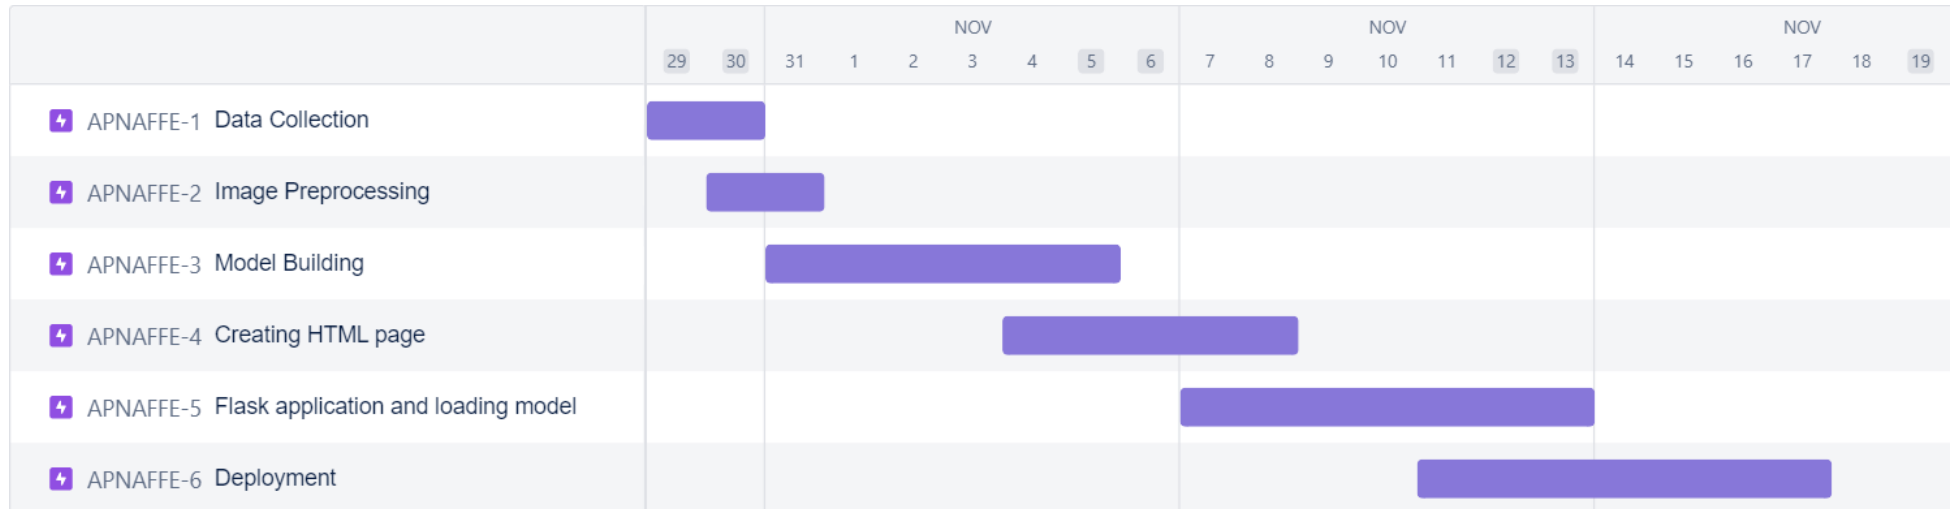 NOV NOV NOV
29 30 31 1 2 3 4 5 6 7 8 9 10 11 12 13 14 15 16 17 18 19
APNAFFE-1 Data Collection
APNAFFE-2 Image Preprocessing
APNAFFE-3 Model Building
APNAFFE-4 Creating HTML page
APNAFFE-5 Flask application and loading model
APNAFFE-6 Deployment